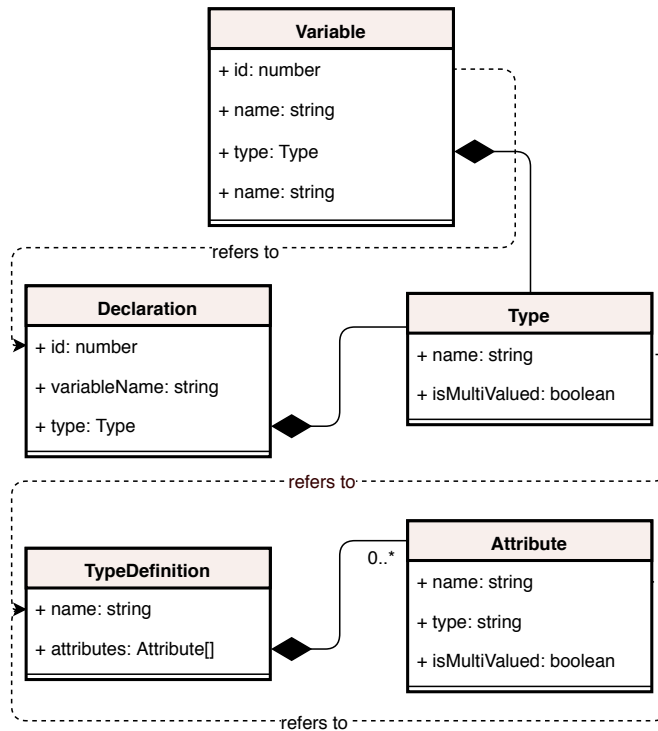 Variable
+ id: number
+ name: string
+ type: Type
+ name: string
refers to
Declaration
+ id: number
+ variableName: string
+ type: Type
Type
+ name: string
+ isMultiValued: boolean
refers to
TypeDefinition
+ name: string
+ attributes: Attribute[]
0..*
Attribute
+ name: string
+ type: string
+ isMultiValued: boolean
refers to